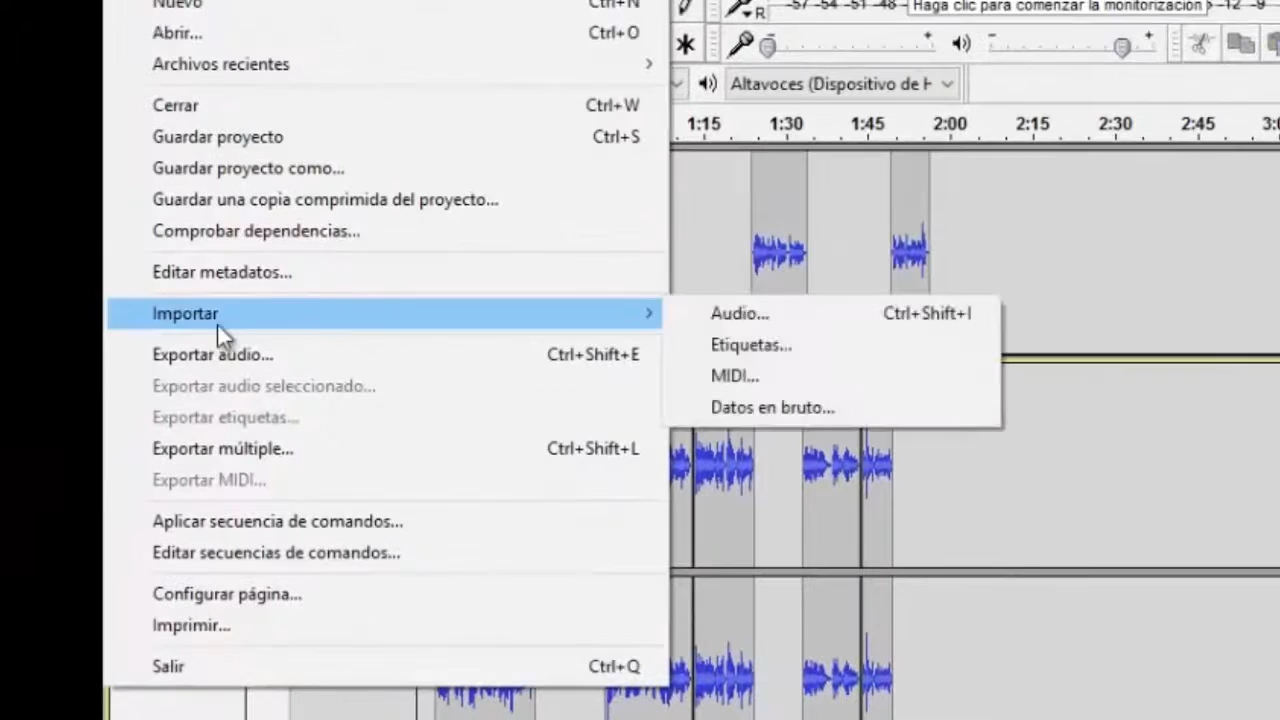 Nuevo Ctrl+N
Abrir... Ctrl+O
Archivos recientes
Cerrar Ctrl+W
Guardar proyecto Ctrl+S
Guardar proyecto como...
Guardar una copia comprimida del proyecto...
Comprobar dependencias...
Editar metadatos...
Importar
Exportar audio... Ctrl+Shift+E
Exportar audio seleccionado...
Exportar etiquetas...
Exportar múltiple... Ctrl+Shift+L
Exportar MIDI...
Aplicar secuencia de comandos...
Editar secuencias de comandos...
Configurar página...
Imprimir...
Salir Ctrl+Q
Audio... Ctrl+Shift+I
Etiquetas...
MIDI...
Datos en bruto...
R -57 -54 -51 -48 Haga clic para comenzar la monitorización -12 -9
Altavoces (Dispositivo de
1:15 1:30 1:45 2:00 2:15 2:30 2:45